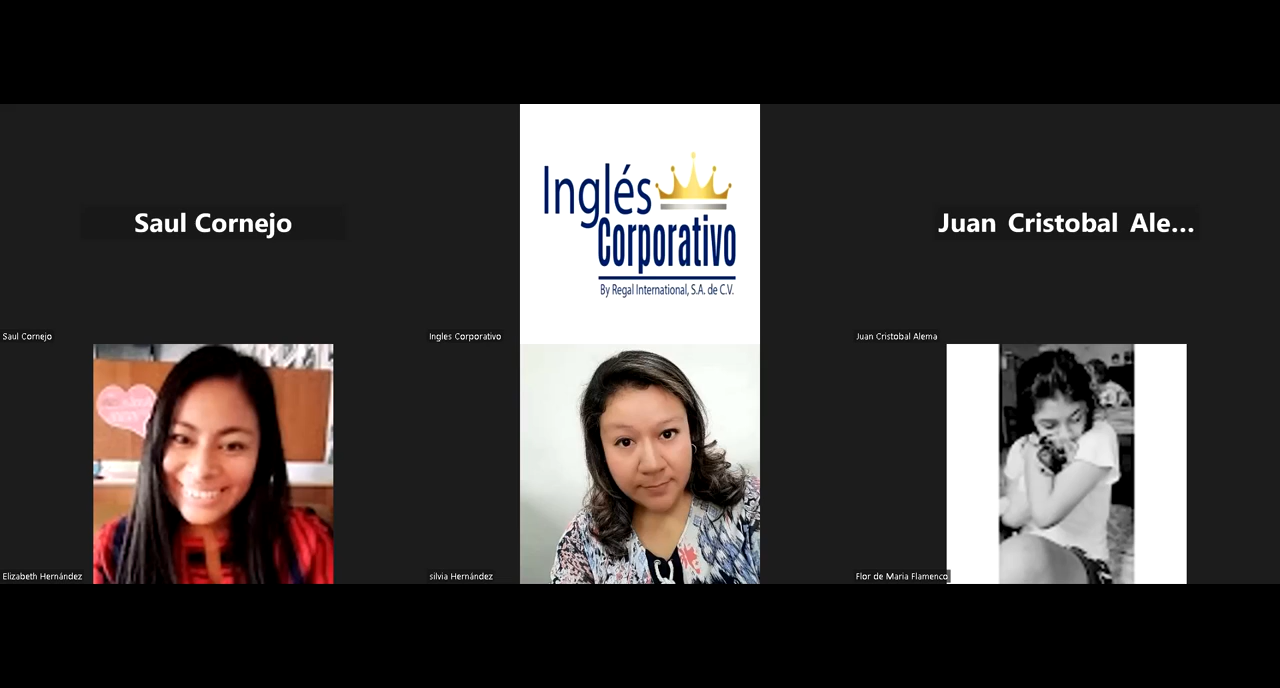 Saul Cornejo
Inglés
Corporativo
By Regal International, S.A. de C.V.
Juan Cristobal Ale...
Saul Cornejo
Ingles Corporativo
Juan Cristobal Alema
Elizabeth Hernández
silvia Hernández
Flor de Maria Flamenco